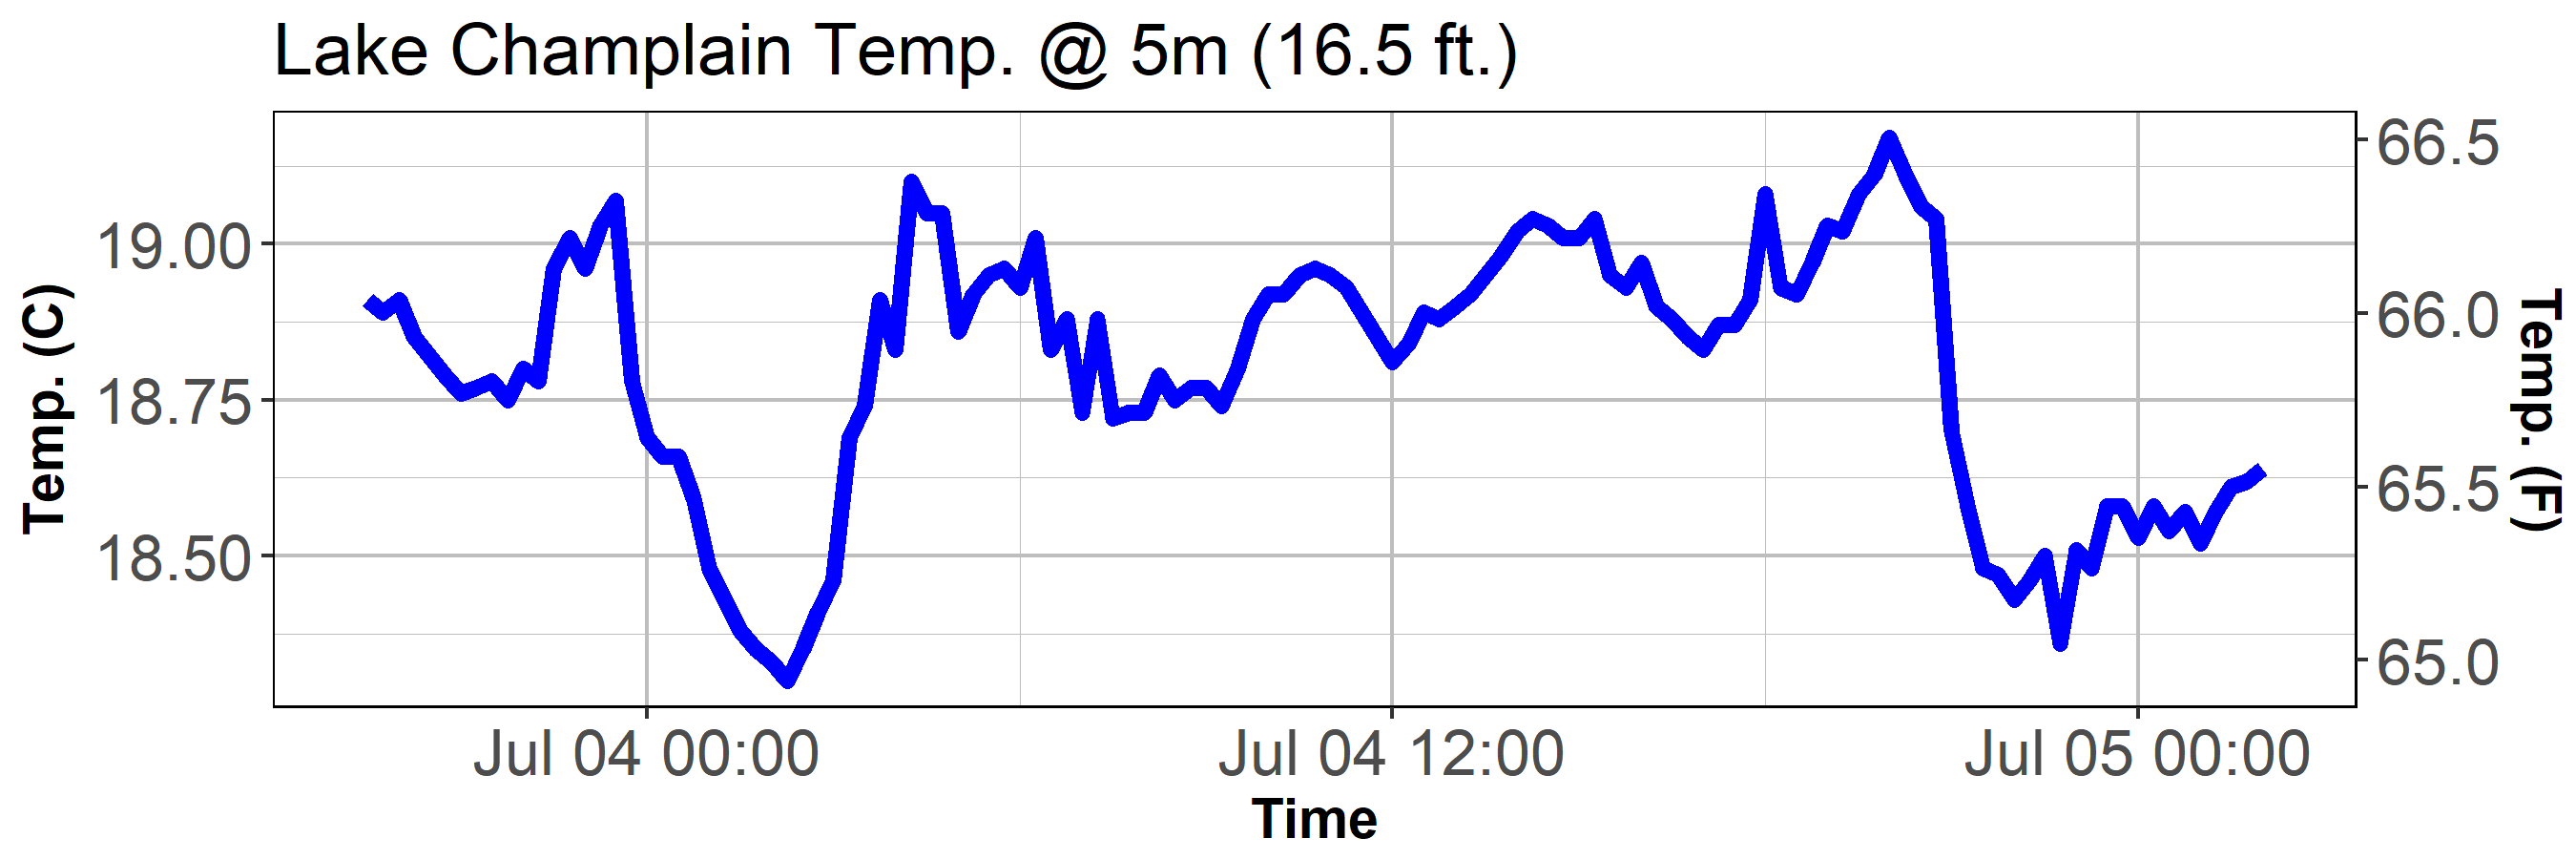 Lake Champlain Temp. @ 5m (16.5 ft.)
Temp. (C)
19.00
18.75
18.50
66.5
66.0
65.5
65.0
Temp. (F)
Jul 04 00:00
Jul 04 12:00
Jul 05 00:00
Time